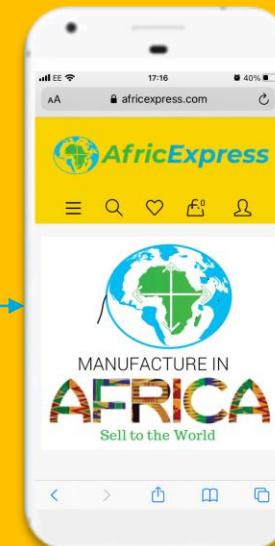 EE 17:16 40%
AA africexpress.com
AfricExpress
0
MANUFACTURE IN
AFRICA
Sell to the World